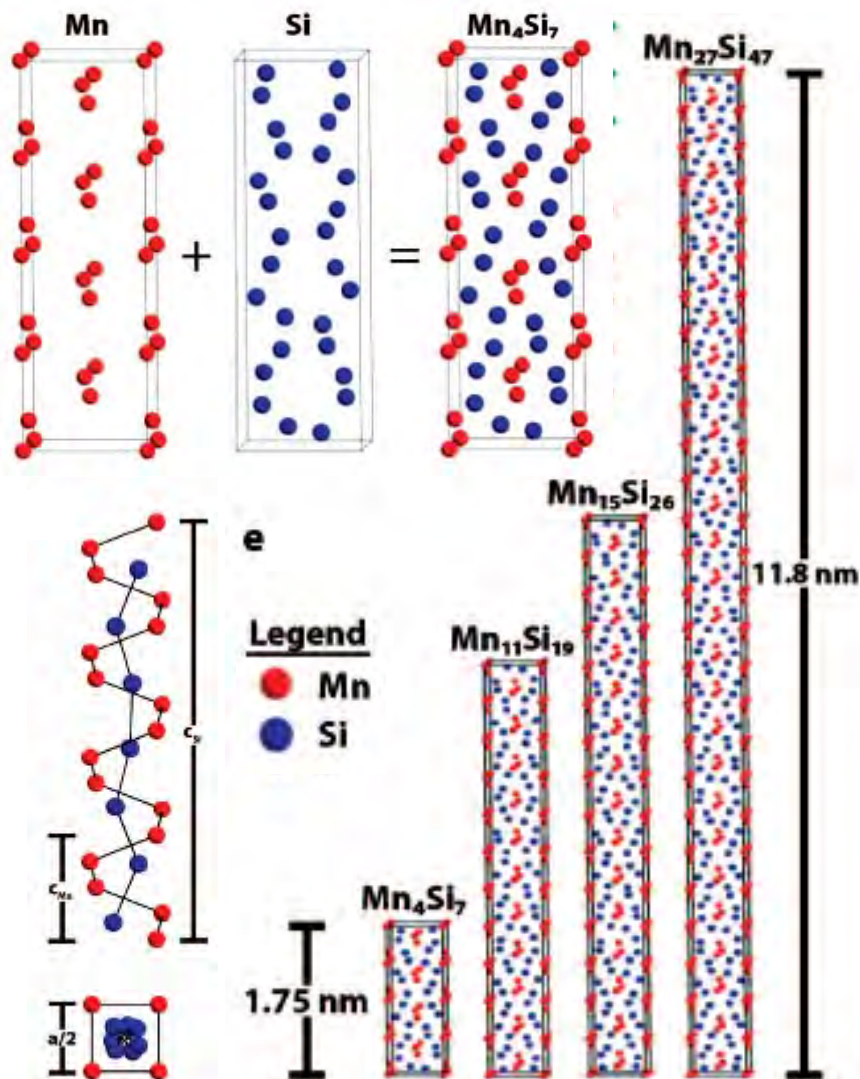 Mn
Si
Mn₄Si₇
Mn₂₇Si₄₇
+
=
Mn₁₅Si₂₆
e
11.8 nm
Legend
Mn₁₁Si₁₉
Mn
Si
c
Mn₄Si₇
c
1.75 nm
a/2